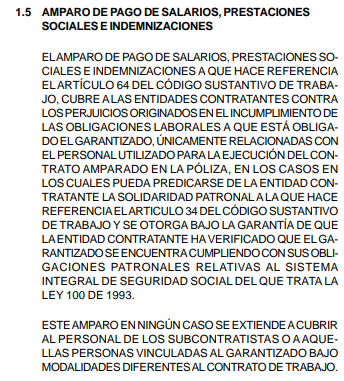 1.5 AMPARO DE PAGO DE SALARIOS, PRESTACIONES
SOCIALES E INDEMNIZACIONES
EL AMPARO DE PAGO DE SALARIOS, PRESTACIONES SO-
CIALES E INDEMNIZACIONES A QUE HACE REFERENCIA
EL ARTÍCULO 64 DEL CÓDIGO SUSTANTIVO DE TRABA-
JO, CUBRE A LAS ENTIDADES CONTRATANTES CONTRA
LOS PERJUICIOS ORIGINADOS EN EL INCUMPLIMIENTO DE
LAS OBLIGACIONES LABORALES A QUE ESTÁ OBLIGA-
DO EL GARANTIZADO, ÚNICAMENTE RELACIONADAS CON
EL PERSONAL UTILIZADO PARA LA EJECUCIÓN DEL CON-
TRATO AMPARADO EN LA PÓLIZA, EN LOS CASOS EN
LOS CUALES PUEDA PREDICARSE DE LA ENTIDAD CON-
TRATANTE LA SOLIDARIDAD PATRONAL A LA QUE HACE
REFERENCIA EL ARTICULO 34 DEL CÓDIGO SUSTANTIVO
DE TRABAJO Y SE OTORGA BAJO LA GARANTÍA DE QUE
LA ENTIDAD CONTRATANTE HA VERIFICADO QUE EL GA-
RANTIZADO SE ENCUENTRA CUMPLIENDO CON SUS OBLI-
GACIONES PATRONALES RELATIVAS AL SISTEMA
INTEGRAL DE SEGURIDAD SOCIAL DEL QUE TRATA LA
LEY 100 DE 1993.
ESTE AMPARO EN NINGÚN CASO SE EXTIENDE A CUBRIR
AL PERSONAL DE LOS SUBCONTRATISTAS O A AQUE-
LLAS PERSONAS VINCULADAS AL GARANTIZADO BAJO
MODALIDADES DIFERENTES AL CONTRATO DE TRABAJO.